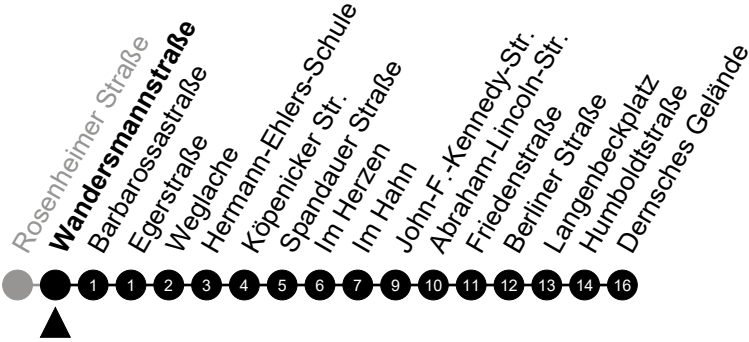 Rosenheimer Straße
Wandersmannstraße
Barbarossastraße
Egerstraße
Weglache
Hermann-Ehlers-Schule
Köpenicker Str.
Spandauer Straße
Im Herzen
Im Hahn
John-F.-Kennedy-Str.
Abraham-Lincoln-Str.
Friedenstraße
Berliner Straße
Langenbeckplatz
Humboldtstraße
Dernsches Gelände
1 1 2 3 4 5 6 7 9 10 11 12 13 14 16